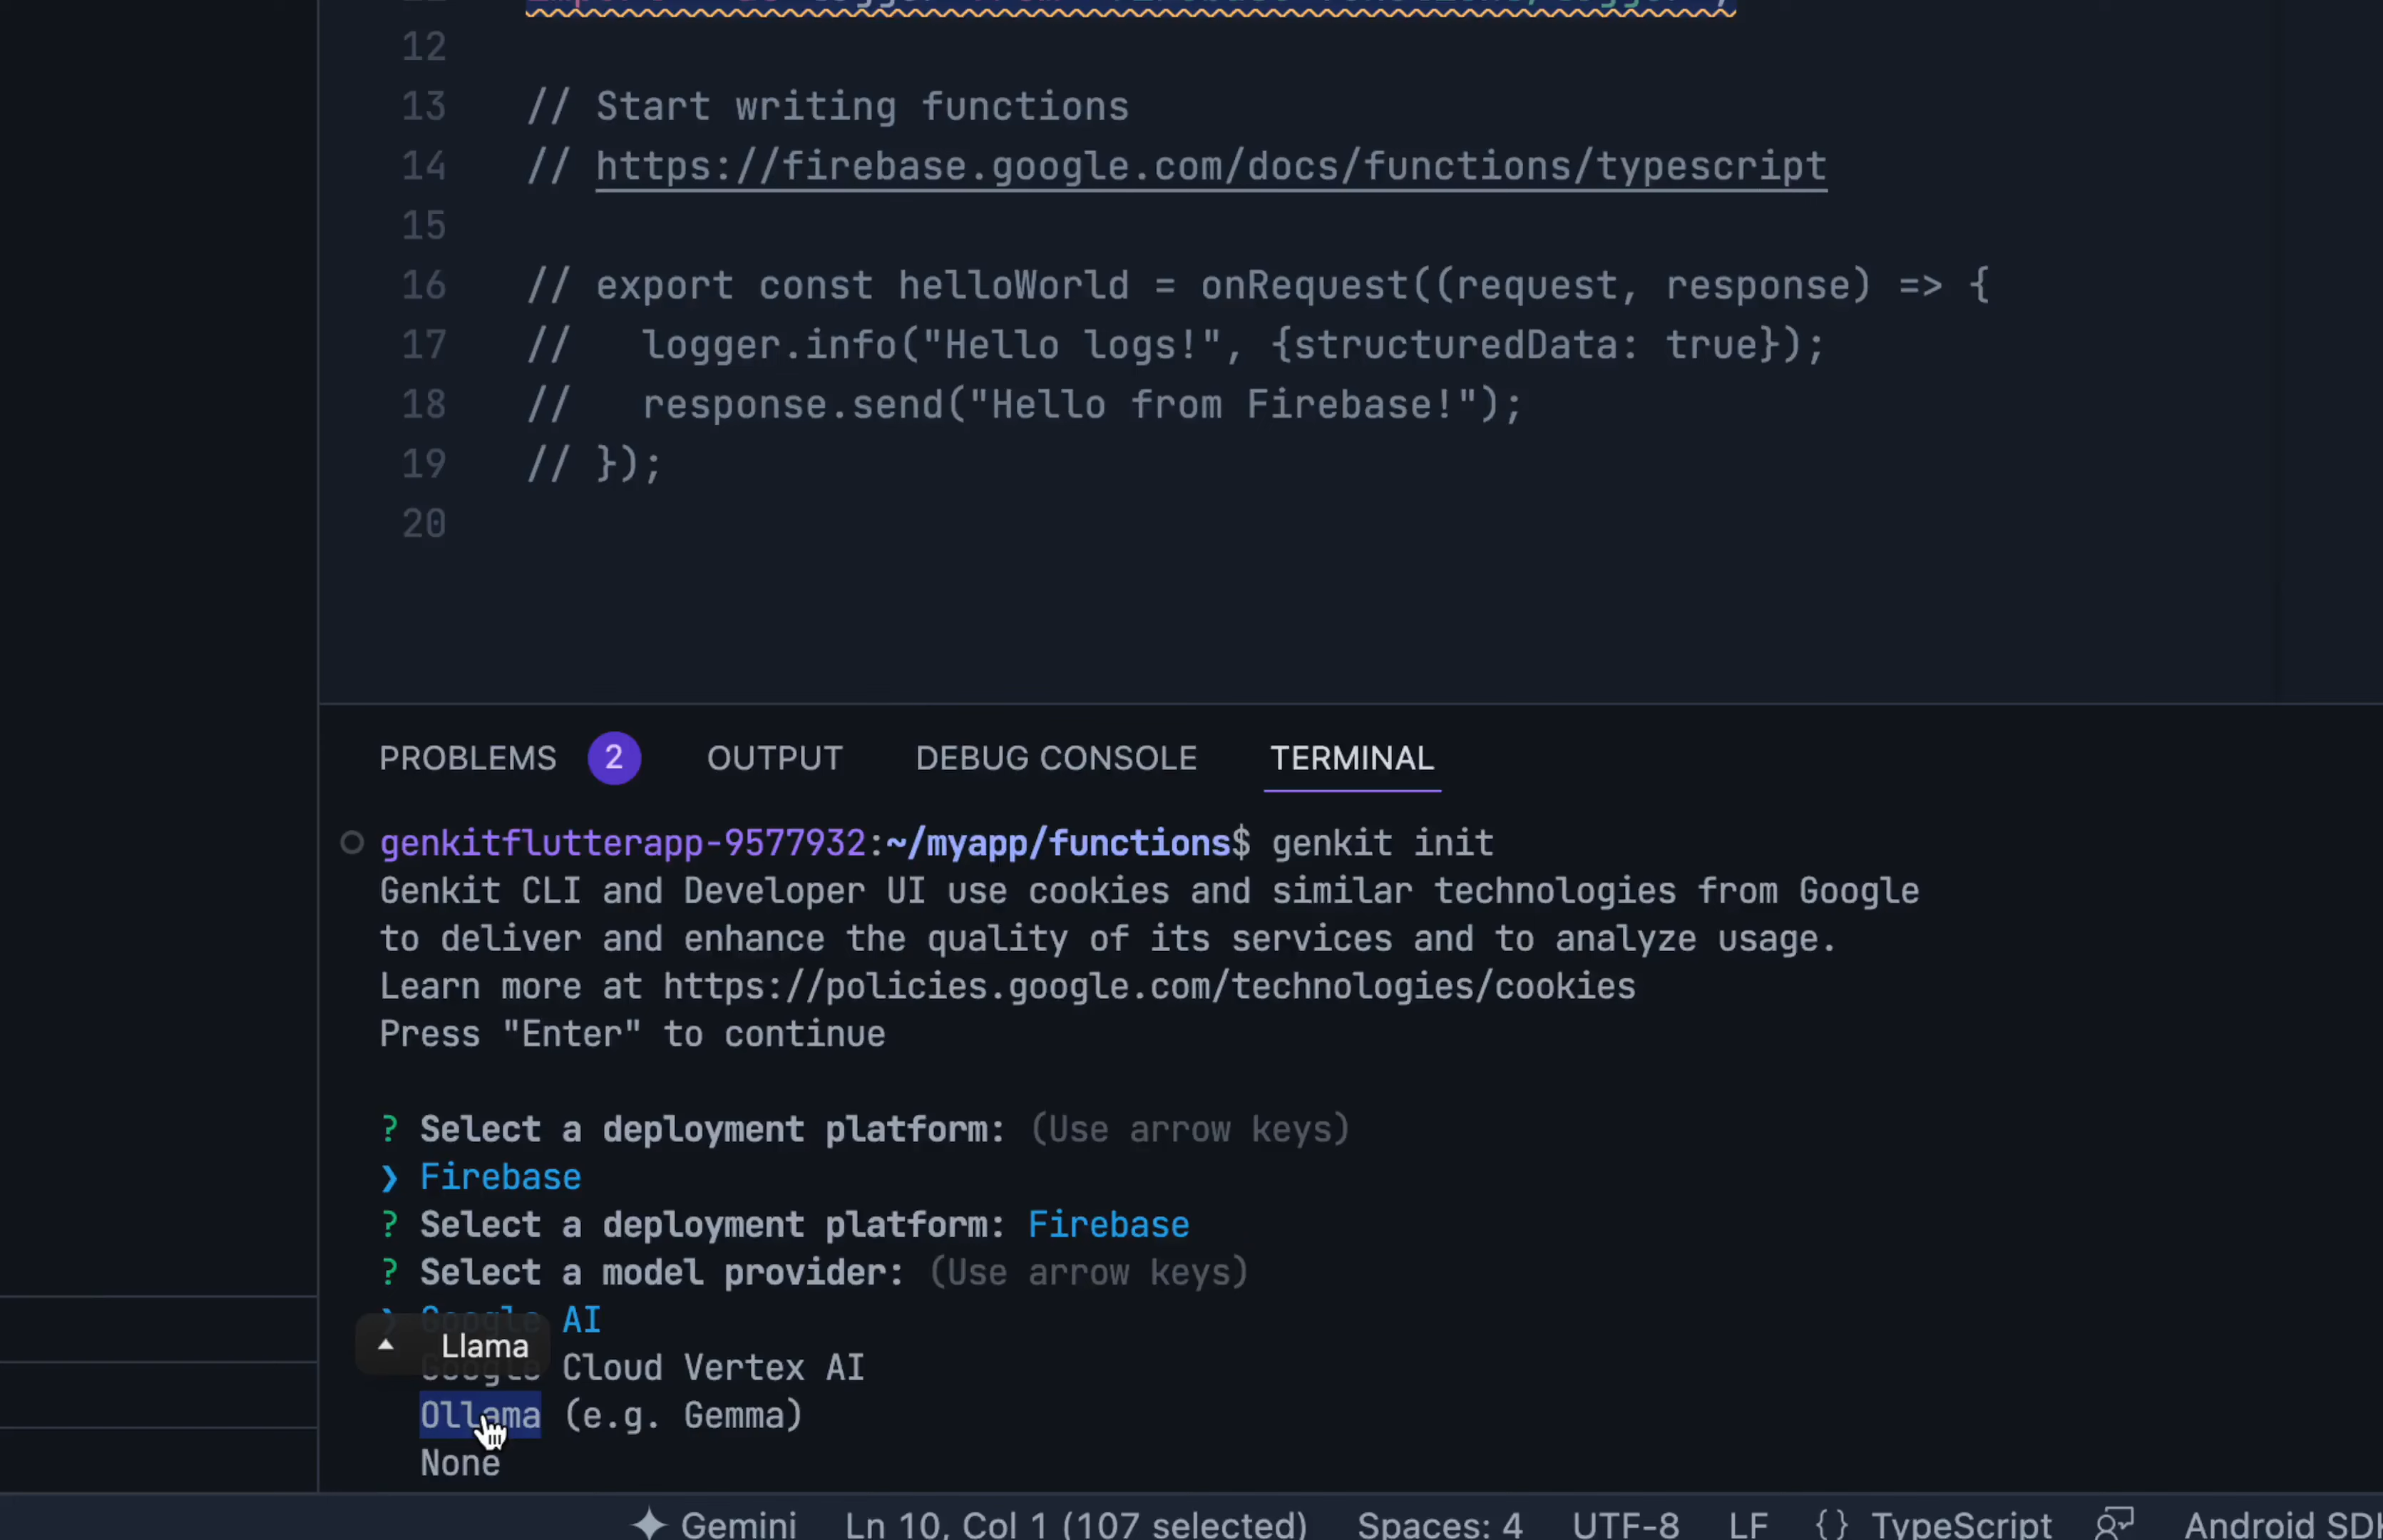 12
13 // Start writing functions
14 // https://firebase.google.com/docs/functions/typescript
15
16 // export const helloWorld = onRequest((request, response) => {
17 //   logger.info("Hello logs!", {structuredData: true});
18 //   response.send("Hello from Firebase!");
19 // });
20
PROBLEMS 2 OUTPUT DEBUG CONSOLE TERMINAL
genkitflutterapp-9577932:~/myapp/functions$ genkit init
Genkit CLI and Developer UI use cookies and similar technologies from Google
to deliver and enhance the quality of its services and to analyze usage.
Learn more at https://policies.google.com/technologies/cookies
Press "Enter" to continue
? Select a deployment platform: (Use arrow keys)
❯ Firebase
? Select a deployment platform: Firebase
? Select a model provider: (Use arrow keys)
❯ Google AI
Llama
Google Cloud Vertex AI
Ollama (e.g. Gemma)
None
Gemini Ln 10, Col 1 (107 selected) Spaces: 4 UTF-8 LF {} TypeScript Android SDK